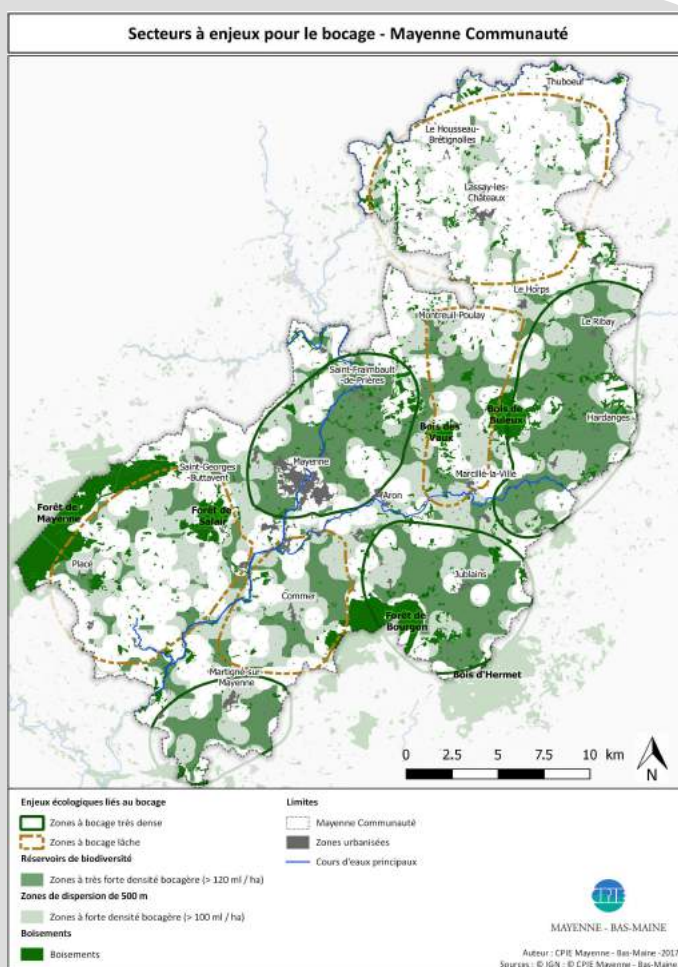 Secteurs à enjeux pour le bocage - Mayenne Communauté
Thuboeuf
Le Housseau-
Brétignolles
Lassay-les-
Châteaux
Le Horps
Montreuil-Poulay
Le Ribay
Saint-Fraimbault
-de-Prières
Bois de
Buleux
Hardanges
Bois des
Vaux
Saint-Georges
-Buttavent
Mayenne
Marcillé-la-Ville
Aron
Forêt de
Mayenne
Forêt de
Salair
Placé
Jublains
Commer
Forêt de
Bourgon
Martigné-sur-
Mayenne
Bois d'Hermet
0 2.5 5 7.5 10 km
N
Enjeux écologiques liés au bocage
Zones à bocage très dense
Zones à bocage lâche
Réservoirs de biodiversité
Zones à très forte densité bocagère (> 120 ml / ha)
Zones de dispersion de 500 m
Zones à forte densité bocagère (> 100 ml / ha)
Boisements
Boisements
Limites
Mayenne Communauté
Zones urbanisées
Cours d'eaux principaux
CPIE
MAYENNE - BAS-MAINE
Auteur : CPIE Mayenne - Bas-Maine -2017
Sources : © IGN ; © CPIE Mayenne - Bas-Maine